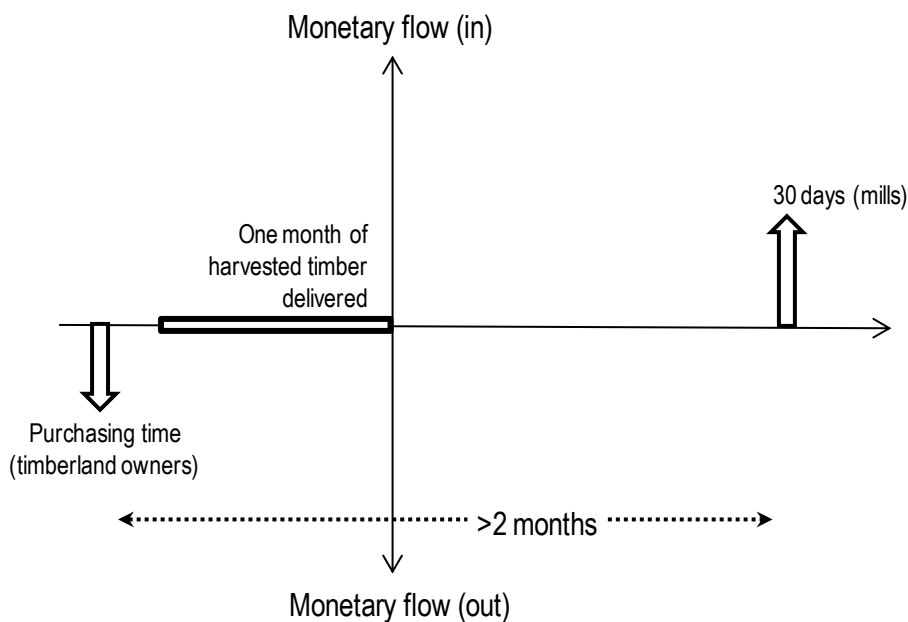 Monetary flow (in)
30 days (mills)
One month of
harvested timber
delivered
Purchasing time
(timberland owners)
>2 months
Monetary flow (out)